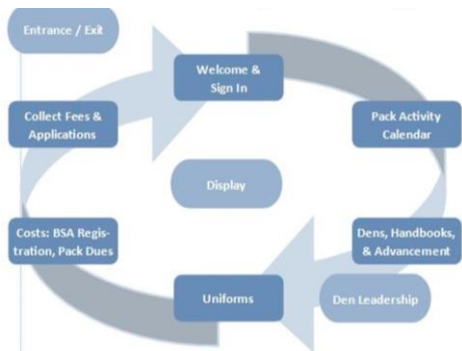 Entrance / Exit
Welcome &
Sign In
Collect Fees &
Applications
Pack Activity
Calendar
Display
Costs: BSA Regis-
tration, Pack Dues
Dens, Handbooks,
& Advancement
Uniforms
Den Leadership